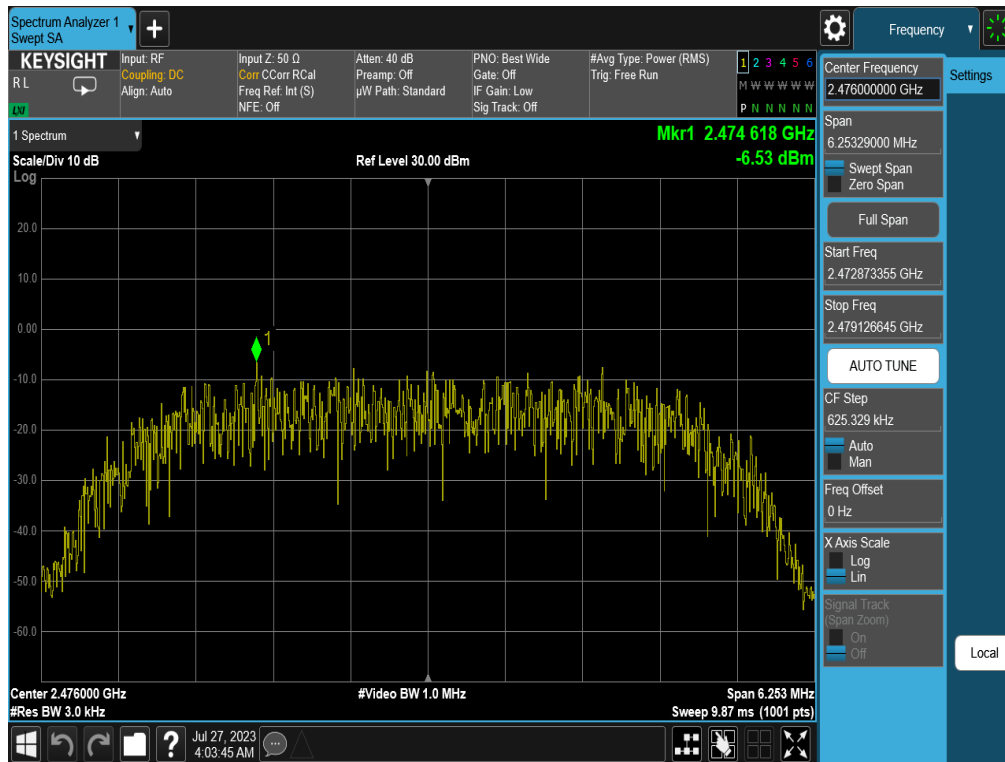 Spectrum Analyzer 1
Swept SA
Frequency
KEYSIGHT
R L
LXI
Input: RF
Coupling: DC
Align: Auto
Input Z: 50 Ω
Corr CCorr RCal
Freq Ref: Int (S)
NFE: Off
Atten: 40 dB
Preamp: Off
µW Path: Standard
PNO: Best Wide
Gate: Off
IF Gain: Low
Sig Track: Off
#Avg Type: Power (RMS)
Trig: Free Run
1 2 3 4 5 6
M W W W W W
P N N N N N
1 Spectrum
Mkr1 2.474 618 GHz
Scale/Div 10 dB
Ref Level 30.00 dBm
-6.53 dBm
Log
20.0
10.0
0.00
1
-10.0
-20.0
-30.0
-40.0
-50.0
-60.0
Center 2.476000 GHz
#Video BW 1.0 MHz
Span 6.253 MHz
#Res BW 3.0 kHz
Sweep 9.87 ms (1001 pts)
Center Frequency
2.476000000 GHz
Settings
Span
6.25329000 MHz
Swept Span
Zero Span
Full Span
Start Freq
2.472873355 GHz
Stop Freq
2.479126645 GHz
AUTO TUNE
CF Step
625.329 kHz
Auto
Man
Freq Offset
0 Hz
X Axis Scale
Log
Lin
Signal Track
(Span Zoom)
On
Off
Local
?
Jul 27, 2023
4:03:45 AM